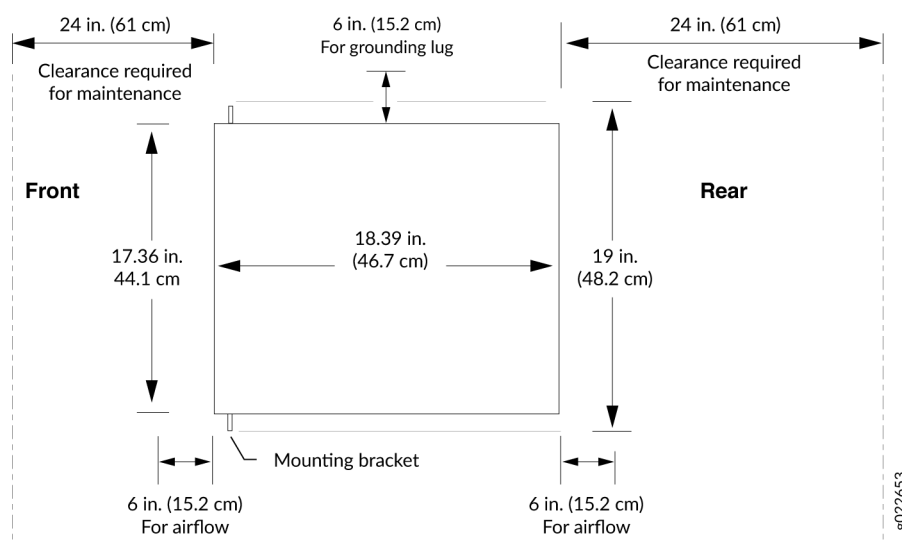 24 in. (61 cm)
Clearance required
for maintenance
6 in. (15.2 cm)
For grounding lug
24 in. (61 cm)
Clearance required
for maintenance
Front
Rear
17.36 in.
44.1 cm
18.39 in.
(46.7 cm)
19 in.
(48.2 cm)
Mounting bracket
6 in. (15.2 cm)
For airflow
6 in. (15.2 cm)
For airflow
g022653